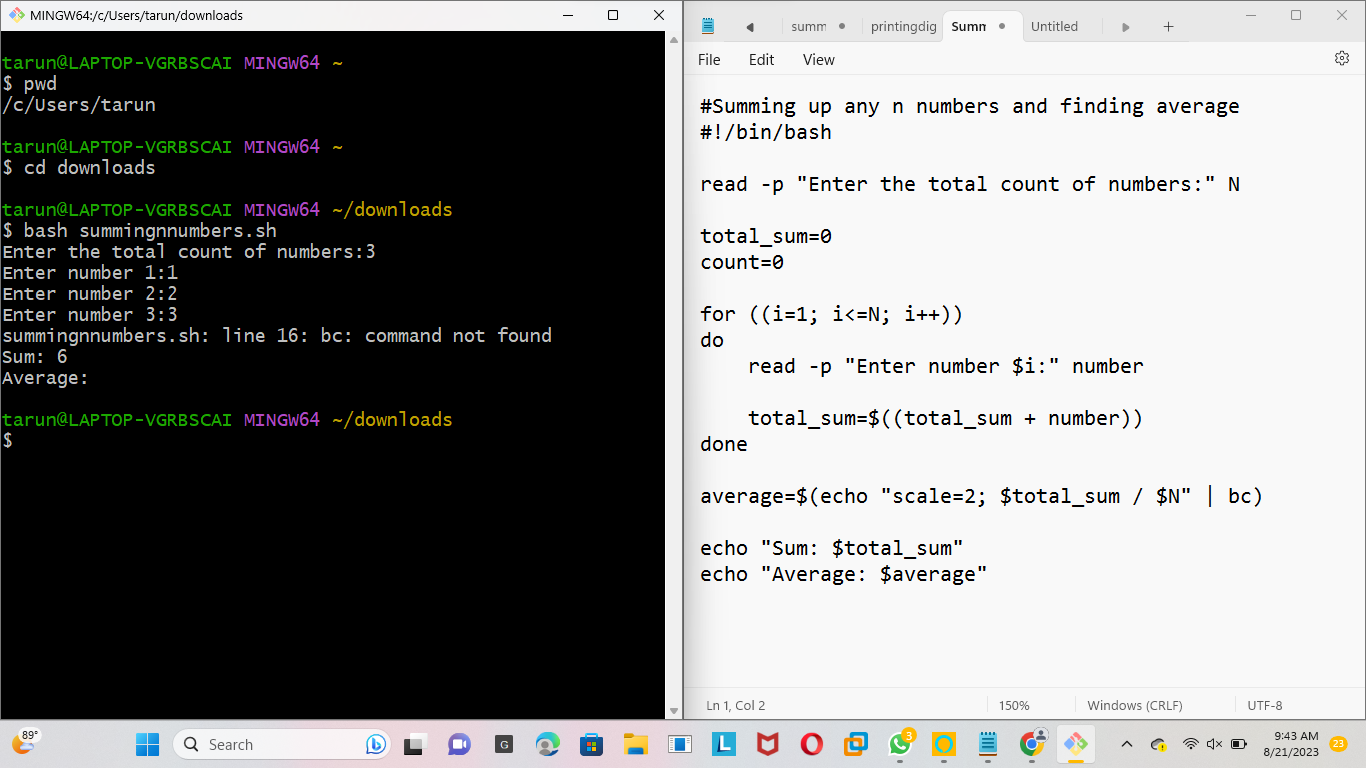 MINGW64:/c/Users/tarun/downloads
tarun@LAPTOP-VGRBSCAI MINGW64 ~
$ pwd
/c/Users/tarun
tarun@LAPTOP-VGRBSCAI MINGW64 ~
$ cd downloads
tarun@LAPTOP-VGRBSCAI MINGW64 ~/downloads
$ bash summingnnumbers.sh
Enter the total count of numbers:3
Enter number 1:1
Enter number 2:2
Enter number 3:3
summingnnumbers.sh: line 16: bc: command not found
Sum: 6
Average:
tarun@LAPTOP-VGRBSCAI MINGW64 ~/downloads
$
summ
printingdig
Summ
Untitled
File Edit View
#Summing up any n numbers and finding average
#!/bin/bash
read -p "Enter the total count of numbers:" N
total_sum=0
count=0
for ((i=1; i<=N; i++))
do
    read -p "Enter number $i:" number
    total_sum=$((total_sum + number))
done
average=$(echo "scale=2; $total_sum / $N" | bc)
echo "Sum: $total_sum"
echo "Average: $average"
Ln 1, Col 2 150% Windows (CRLF) UTF-8
89°
Search
G
L
3
9:43 AM
8/21/2023
23